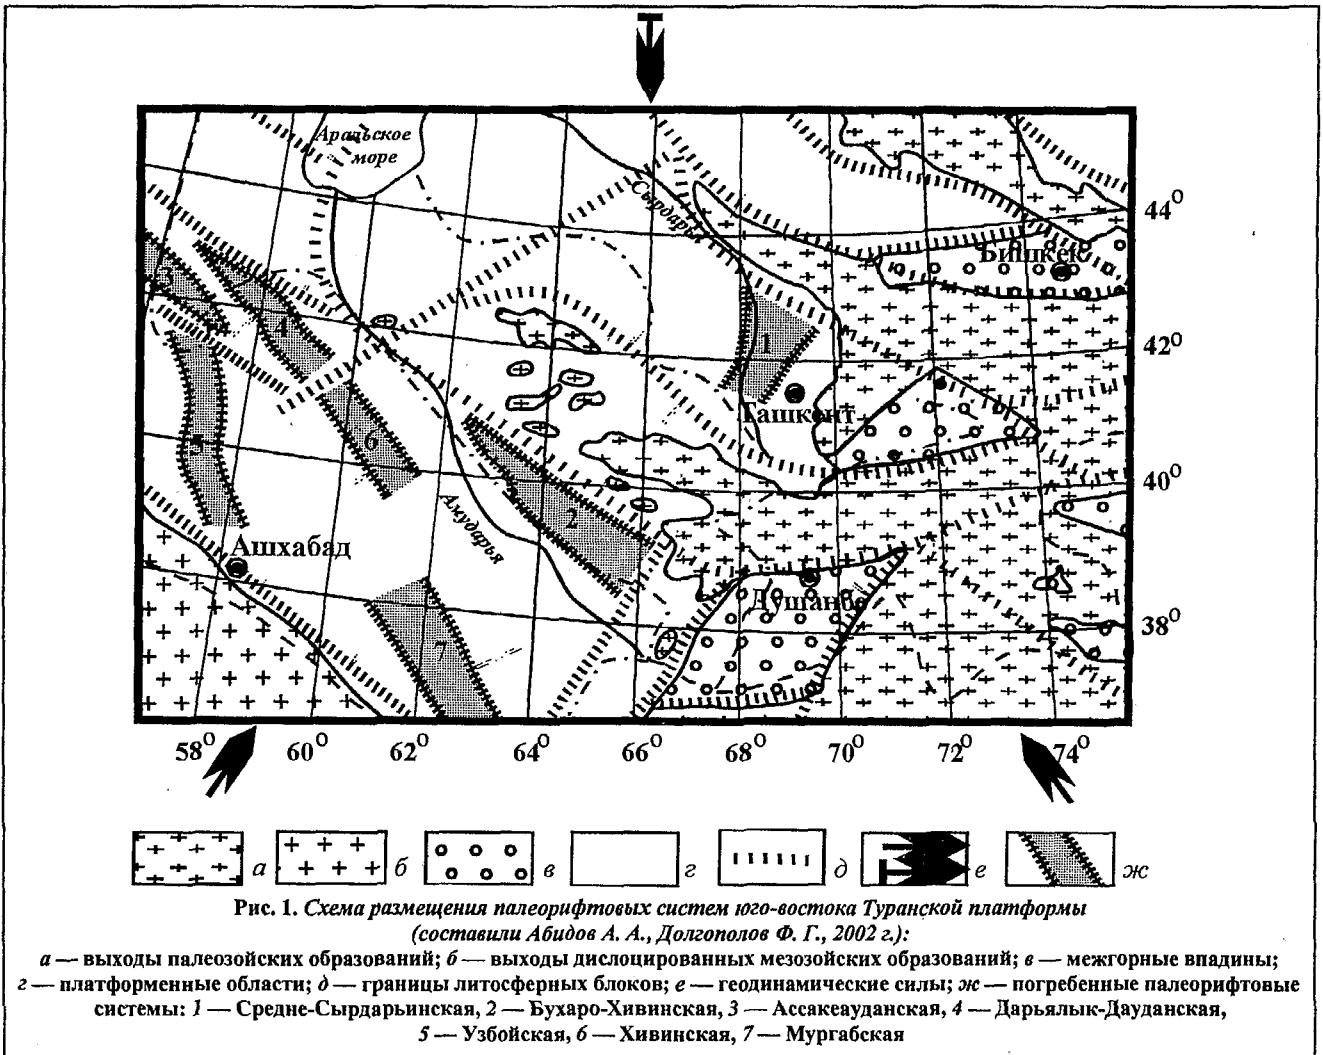 Аральское
море
Сырдарья
44⁰
Бишкек
3
4
1
42⁰
Ташкент
5
6
40⁰
2
Амударья
Ашхабад
Душанбе
38⁰
7
58⁰ 60⁰ 62⁰ 64⁰ 66⁰ 68⁰ 70⁰ 72⁰ 74⁰
а б в г д е ж
Рис. 1. Схема размещения палеорифтовых систем юго-востока Туранской платформы
(составили Абидов А. А., Долгополов Ф. Г., 2002 г.):
а — выходы палеозойских образований; б — выходы дислоцированных мезозойских образований; в — межгорные впадины;
г — платформенные области; д — границы литосферных блоков; е — геодинамические силы; ж — погребенные палеорифтовые
системы: 1 — Средне-Сырдарьинская, 2 — Бухаро-Хивинская, 3 — Ассакеауданская, 4 — Дарьялык-Дауданская,
5 — Узбойская, 6 — Хивинская, 7 — Мургабская